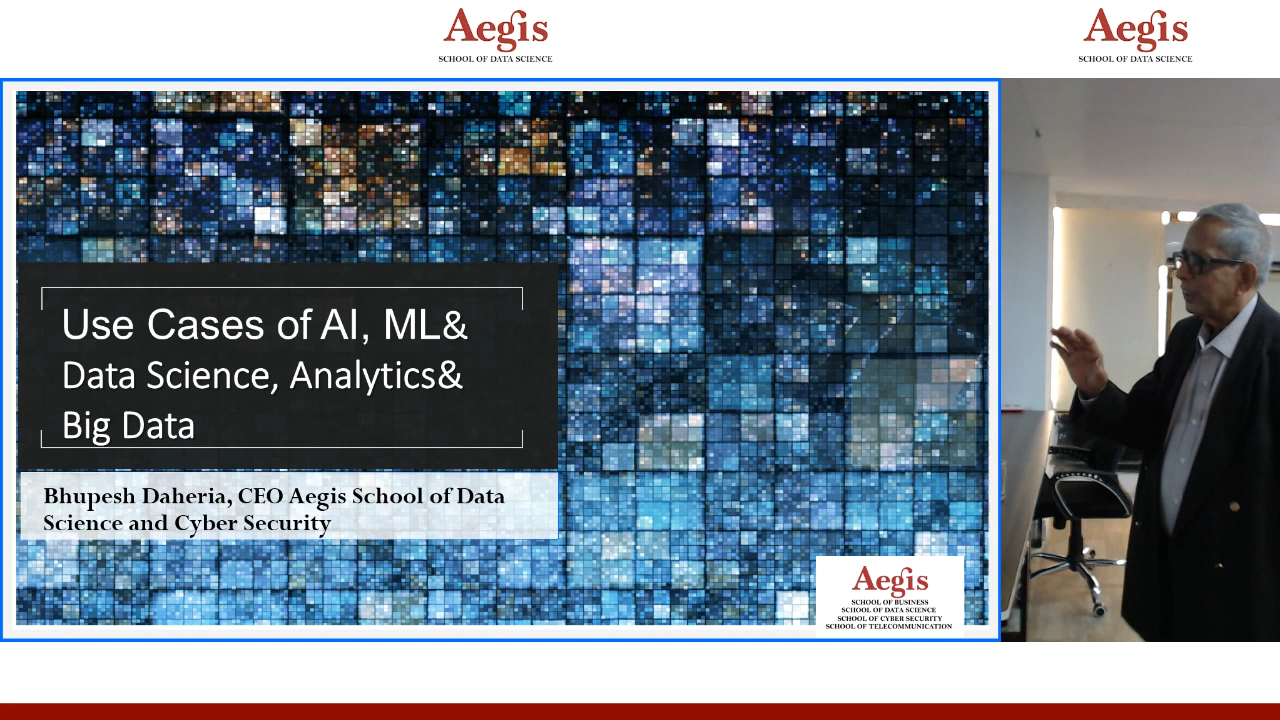 Aegis
SCHOOL OF DATA SCIENCE
Aegis
SCHOOL OF DATA SCIENCE
Use Cases of AI, ML&
Data Science, Analytics&
Big Data
Bhupesh Daheria, CEO Aegis School of Data
Science and Cyber Security
Aegis
SCHOOL OF BUSINESS
SCHOOL OF DATA SCIENCE
SCHOOL OF CYBER SECURITY
SCHOOL OF TELECOMMUNICATION